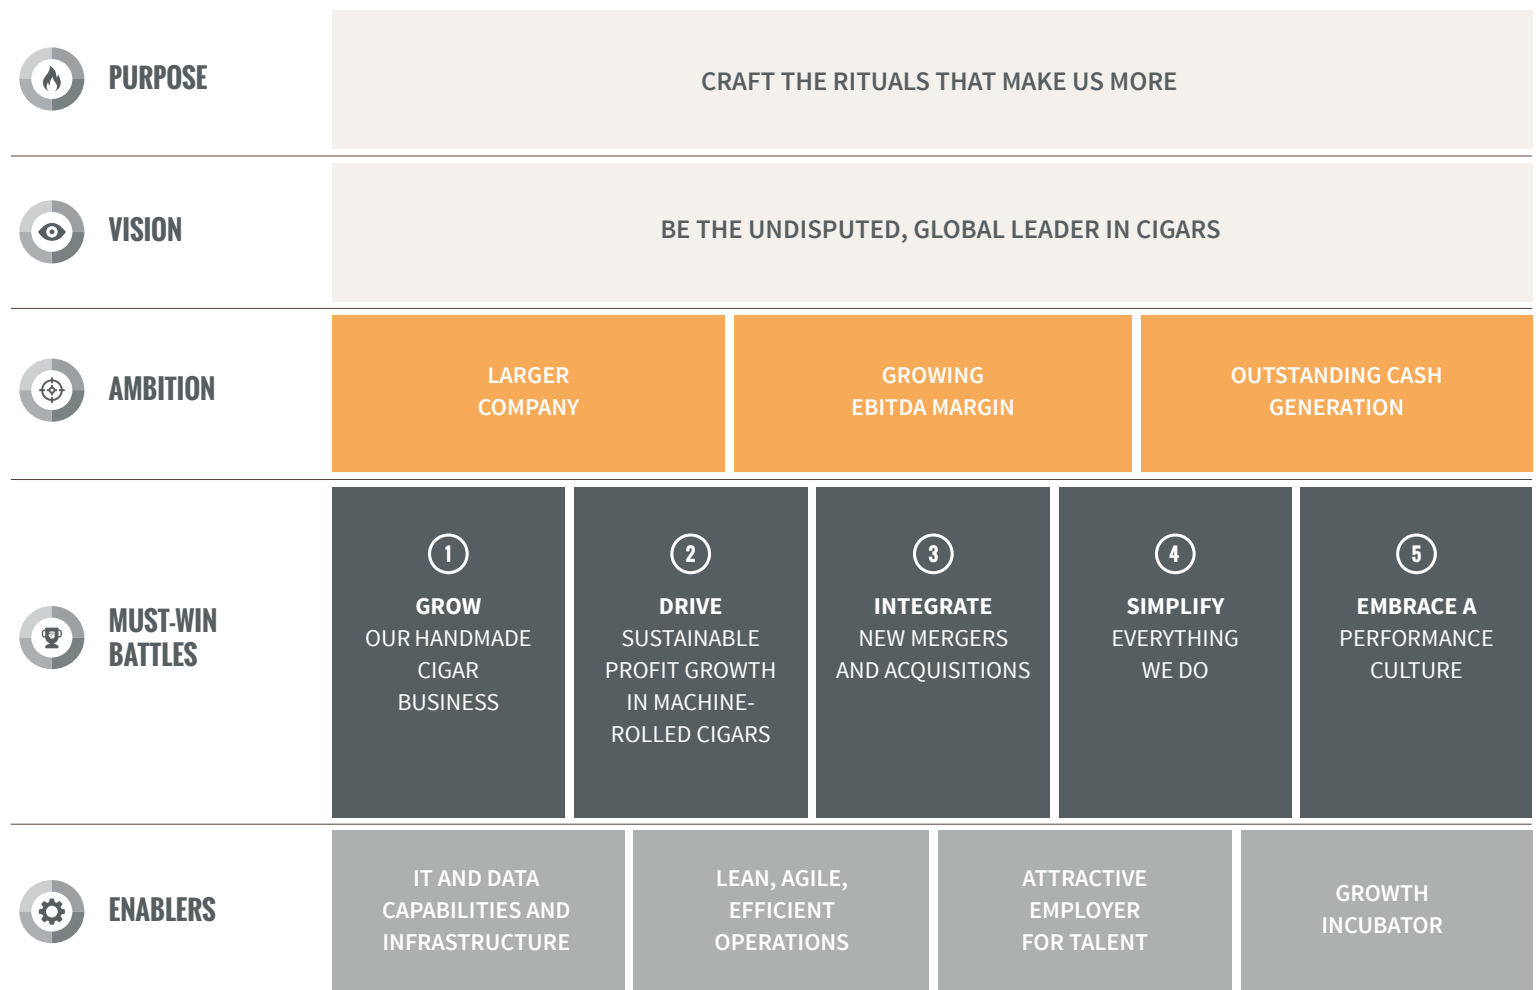 PURPOSE
CRAFT THE RITUALS THAT MAKE US MORE
VISION
BE THE UNDISPUTED, GLOBAL LEADER IN CIGARS
AMBITION
LARGER
COMPANY
GROWING
EBITDA MARGIN
OUTSTANDING CASH
GENERATION
MUST-WIN
BATTLES
1
GROW
OUR HANDMADE
CIGAR
BUSINESS
2
DRIVE
SUSTAINABLE
PROFIT GROWTH
IN MACHINE-
ROLLED CIGARS
3
INTEGRATE
NEW MERGERS
AND ACQUISITIONS
4
SIMPLIFY
EVERYTHING
WE DO
5
EMBRACE A
PERFORMANCE
CULTURE
ENABLERS
IT AND DATA
CAPABILITIES AND
INFRASTRUCTURE
LEAN, AGILE,
EFFICIENT
OPERATIONS
ATTRACTIVE
EMPLOYER
FOR TALENT
GROWTH
INCUBATOR